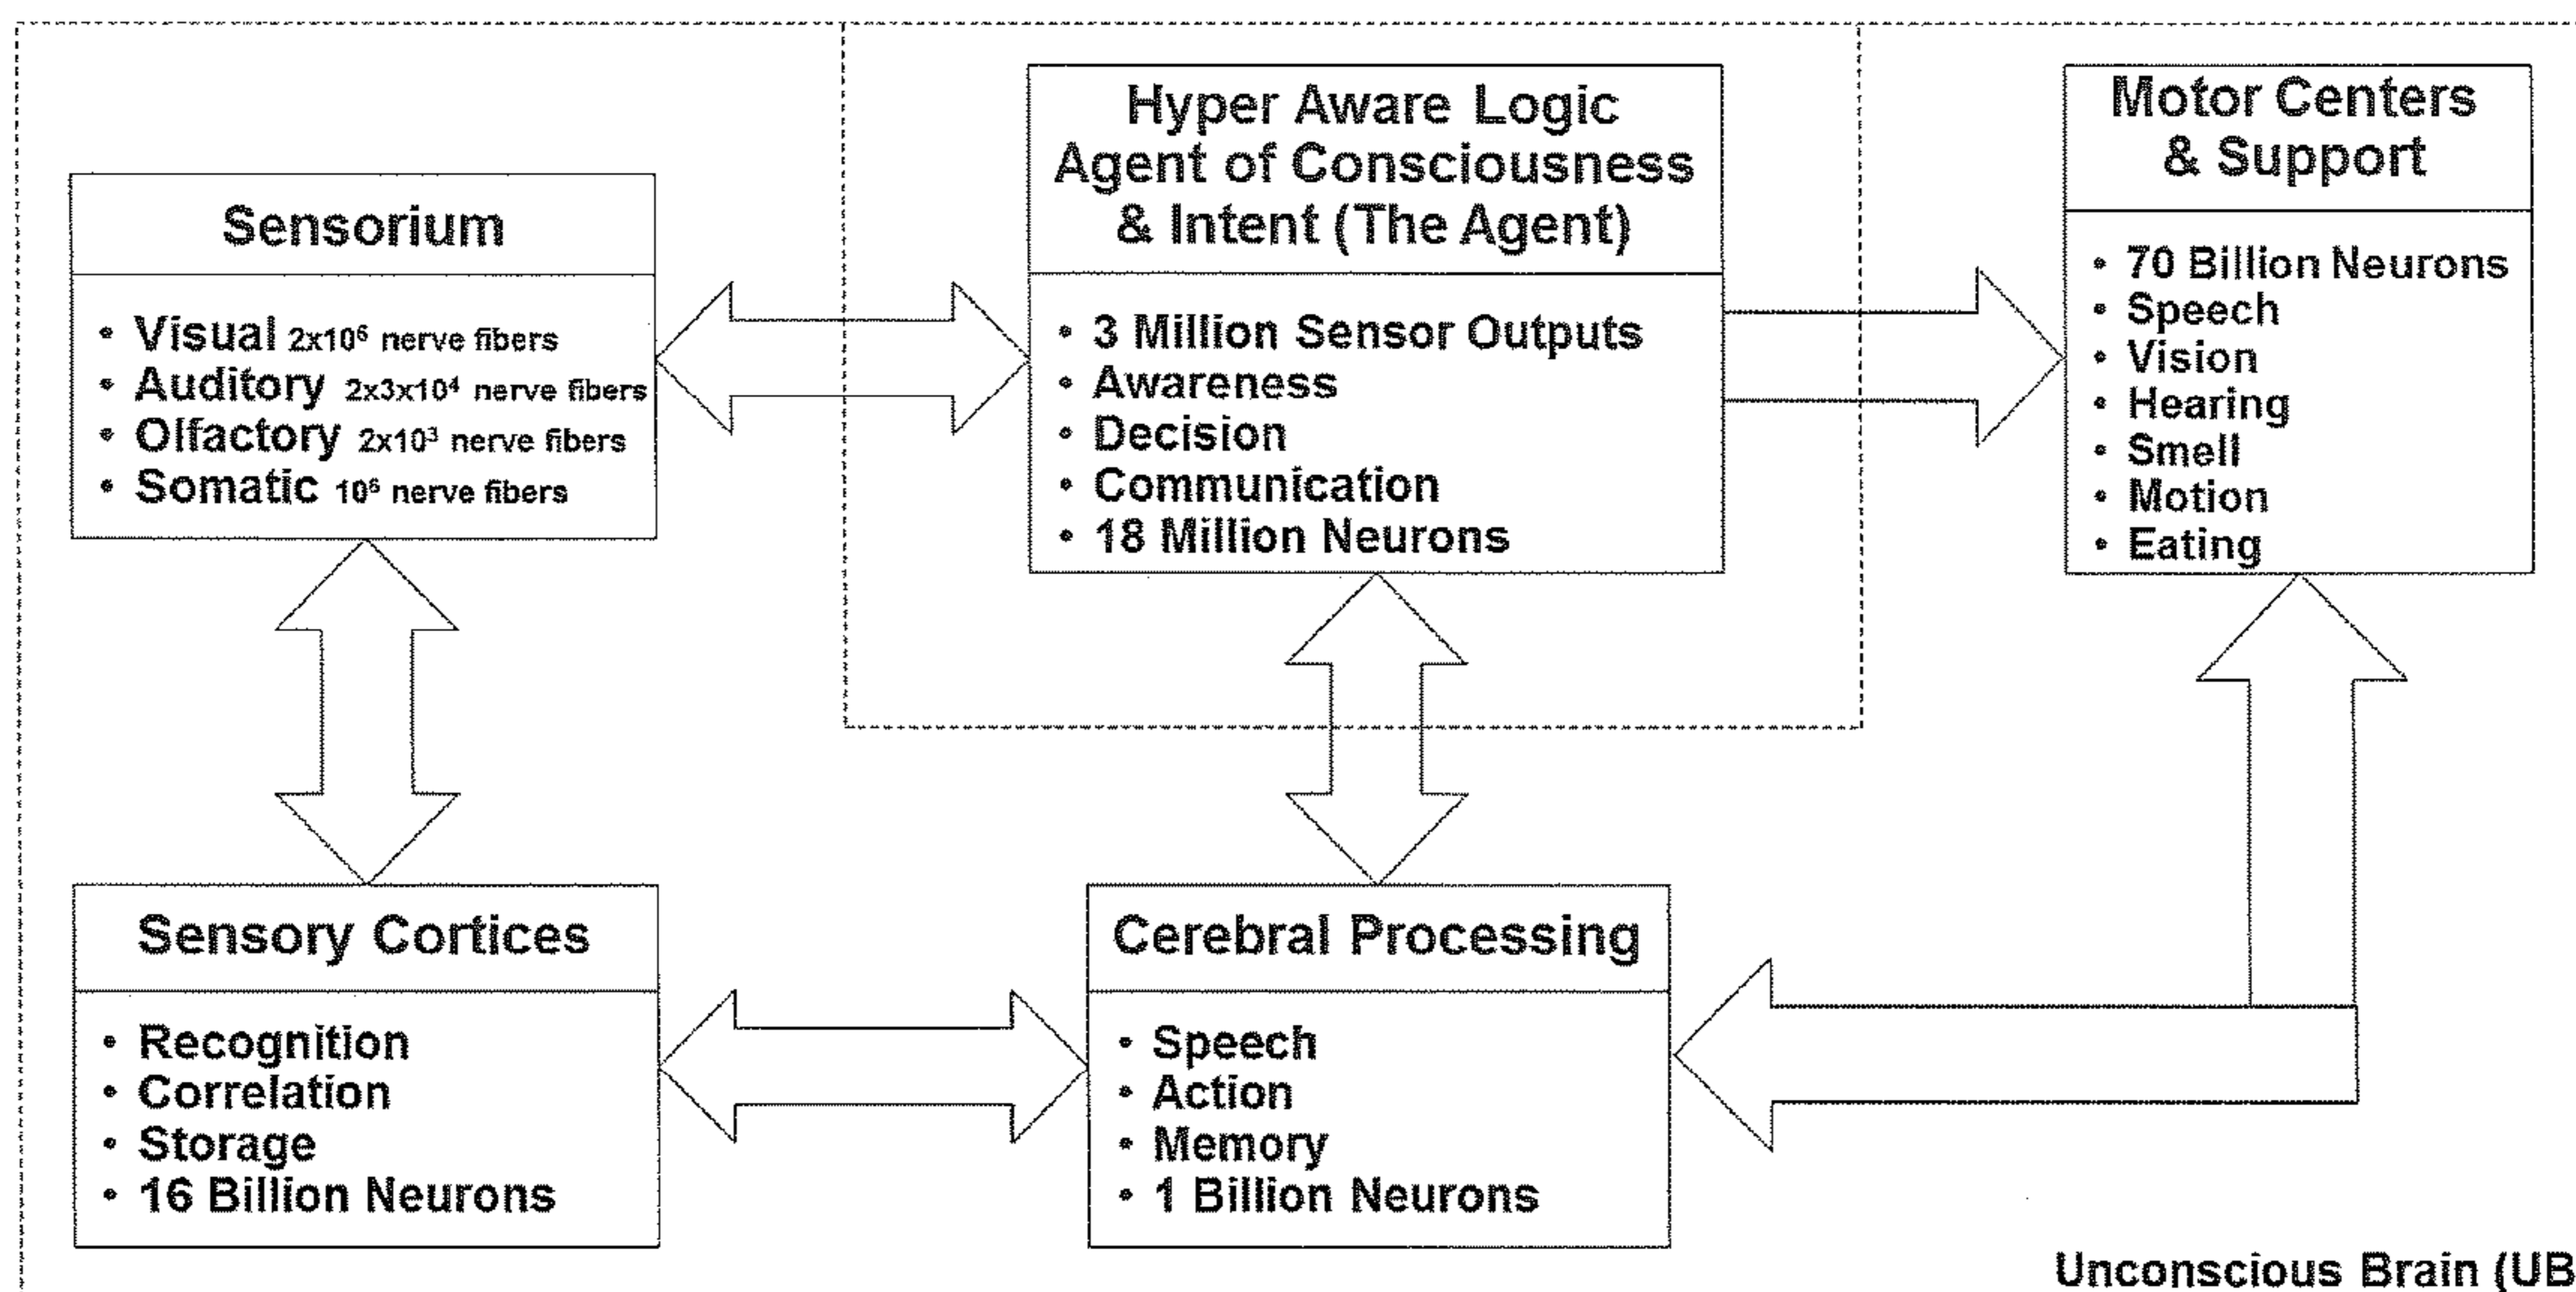 Sensorium
• Visual 2x10⁶ nerve fibers
• Auditory 2x3x10⁴ nerve fibers
• Olfactory 2x10³ nerve fibers
• Somatic 10⁶ nerve fibers
Hyper Aware Logic
Agent of Consciousness
& Intent (The Agent)
• 3 Million Sensor Outputs
• Awareness
• Decision
• Communication
• 18 Million Neurons
Motor Centers
& Support
• 70 Billion Neurons
• Speech
• Vision
• Hearing
• Smell
• Motion
• Eating
Sensory Cortices
• Recognition
• Correlation
• Storage
• 16 Billion Neurons
Cerebral Processing
• Speech
• Action
• Memory
• 1 Billion Neurons
Unconscious Brain (UB